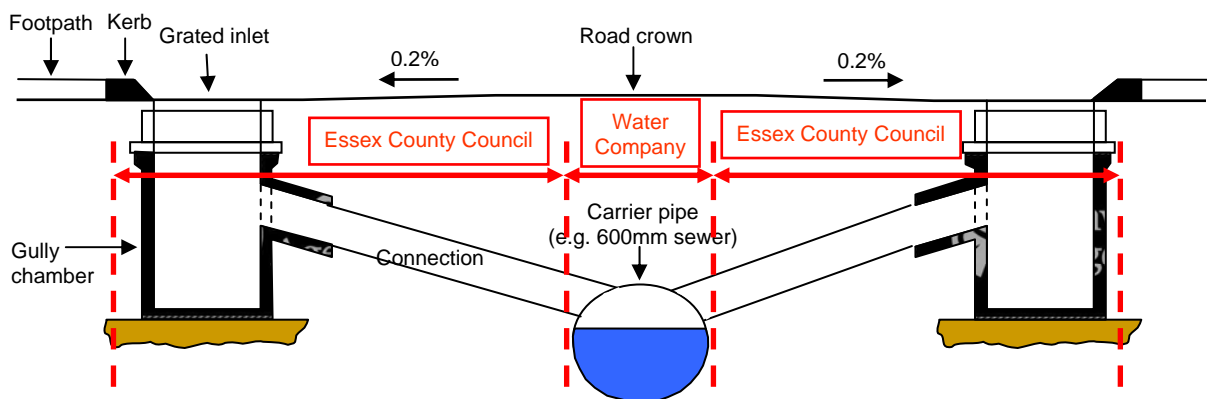 Footpath
Kerb
Grated inlet
Road crown
0.2%
0.2%
Essex County Council
Water
Company
Essex County Council
Gully
chamber
Connection
Carrier pipe
(e.g. 600mm sewer)